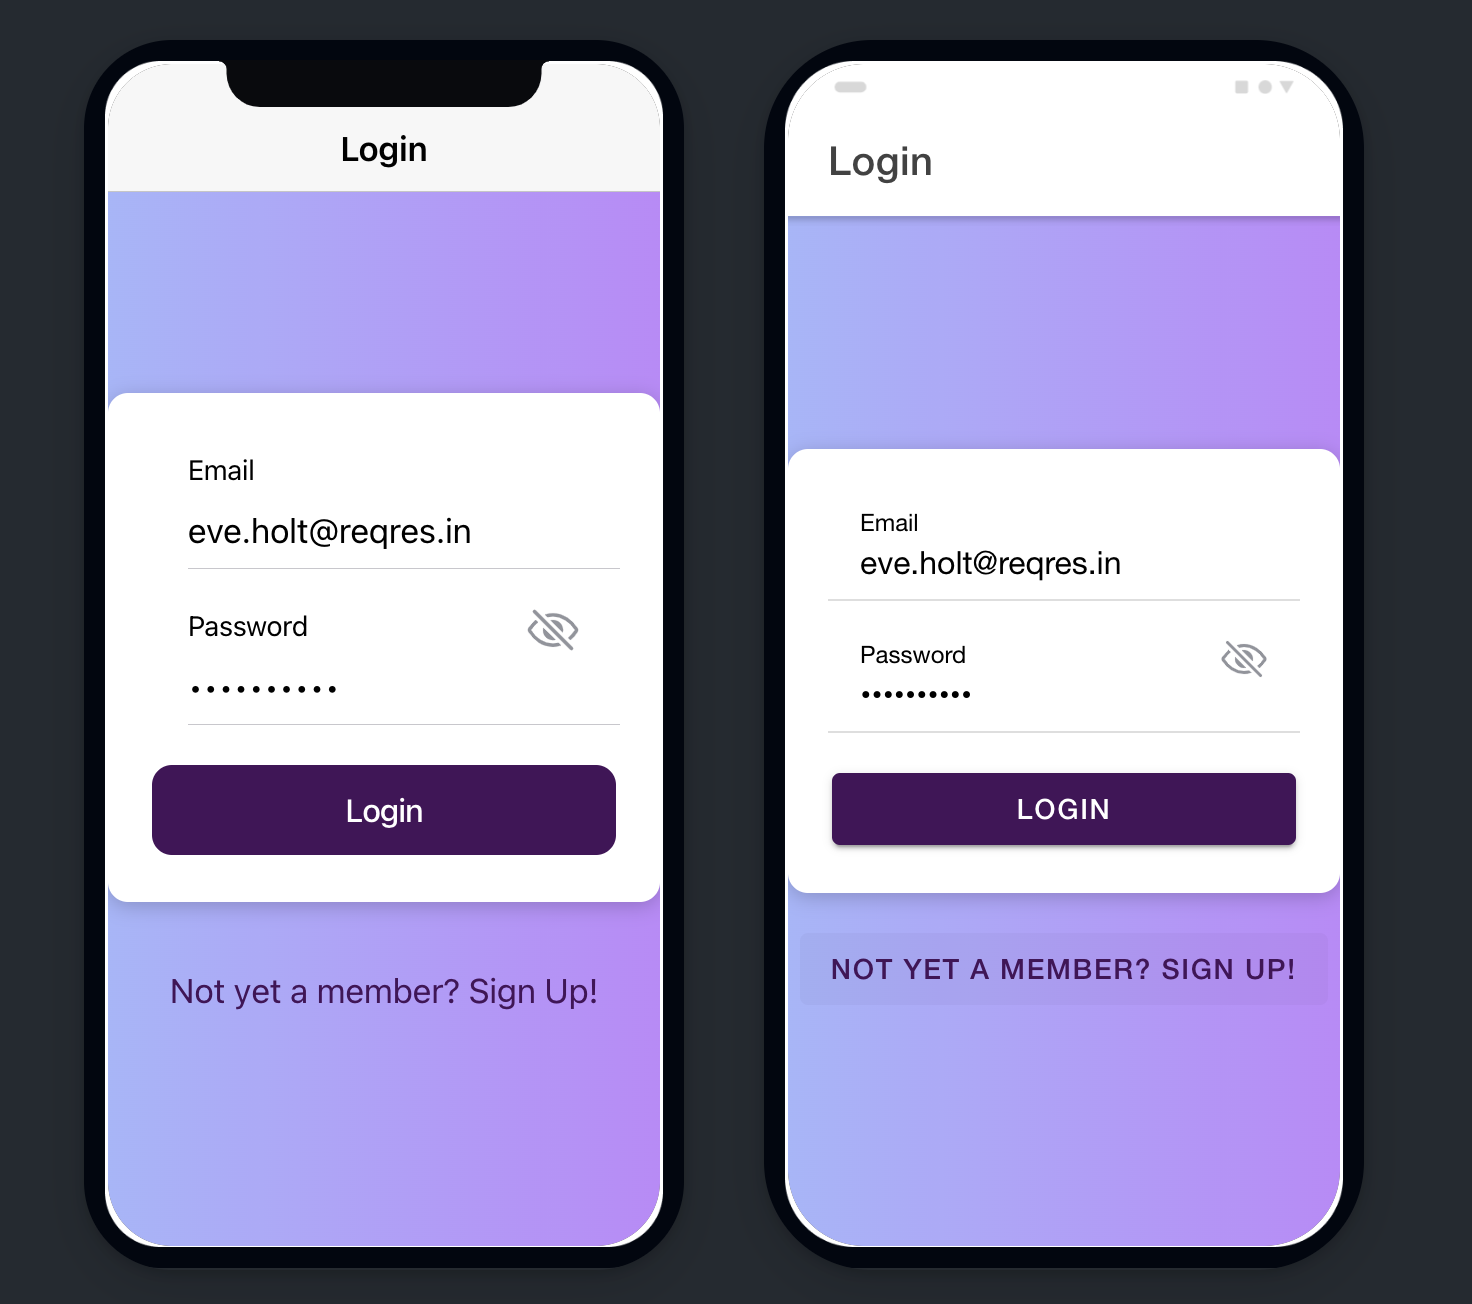 Login
Email
eve.holt@reqres.in
Password
••••••••••
Login
Not yet a member? Sign Up!
Login
Email
eve.holt@reqres.in
Password
••••••••••
LOGIN
NOT YET A MEMBER? SIGN UP!